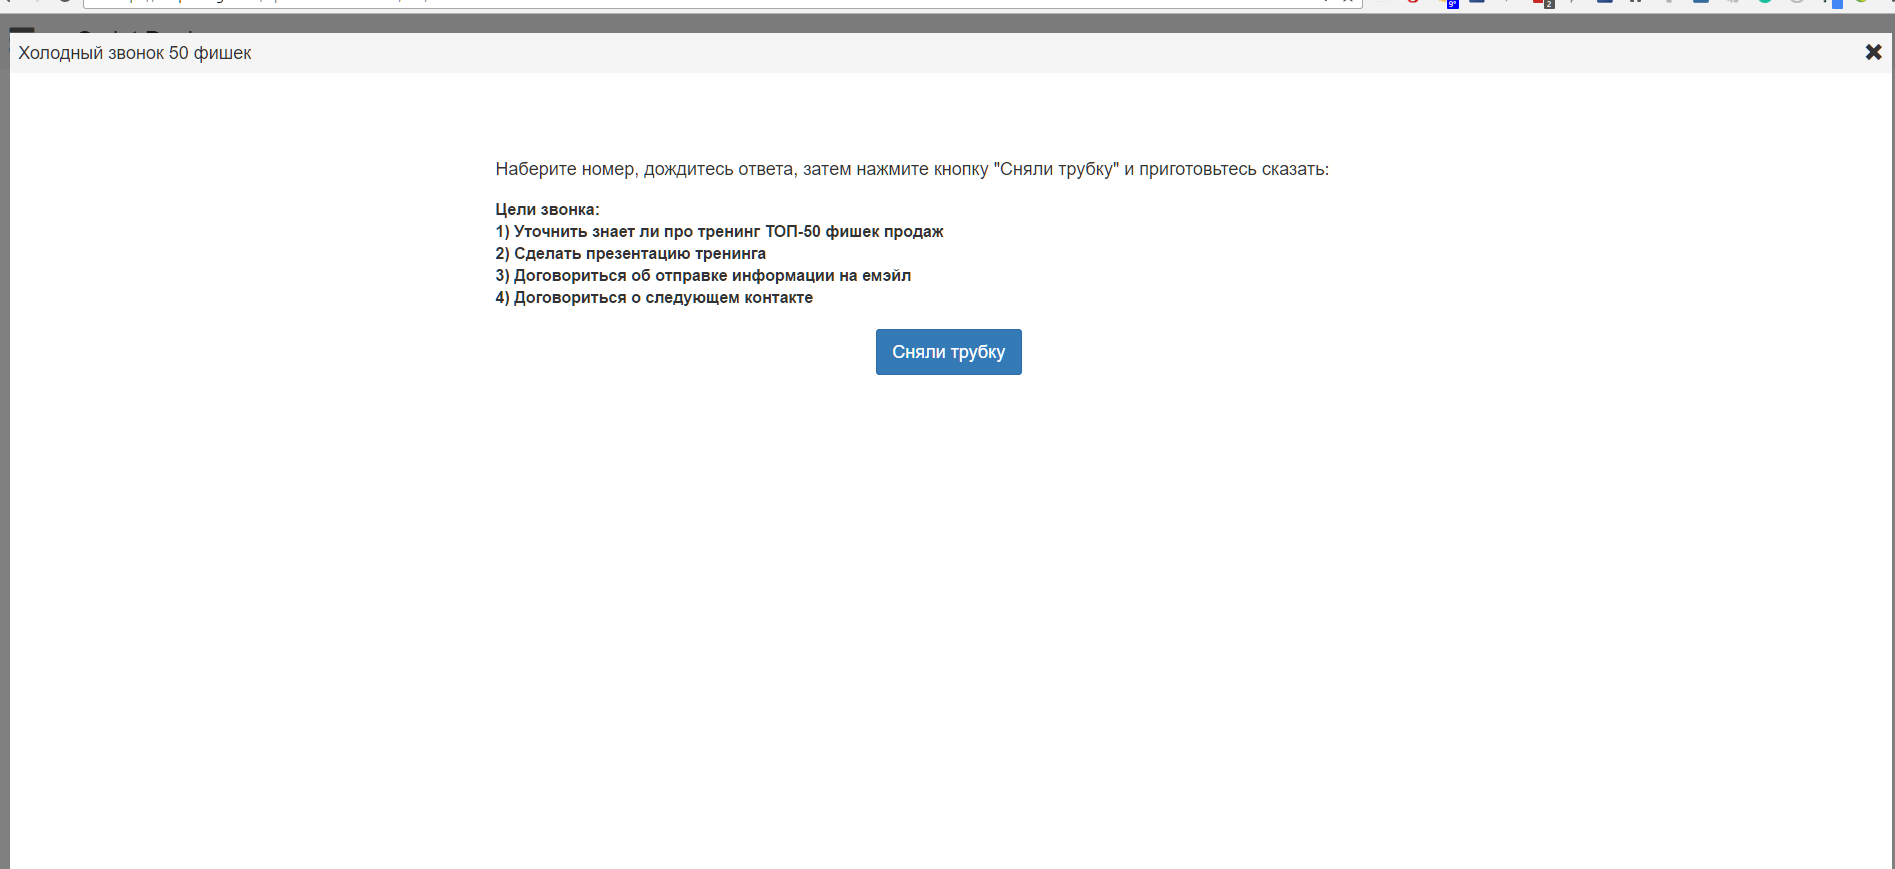 Холодный звонок 50 фишек
Наберите номер, дождитесь ответа, затем нажмите кнопку "Сняли трубку" и приготовьтесь сказать:
Цели звонка:
1) Уточнить знает ли про тренинг ТОП-50 фишек продаж
2) Сделать презентацию тренинга
3) Договориться об отправке информации на емэйл
4) Договориться о следующем контакте
Сняли трубку